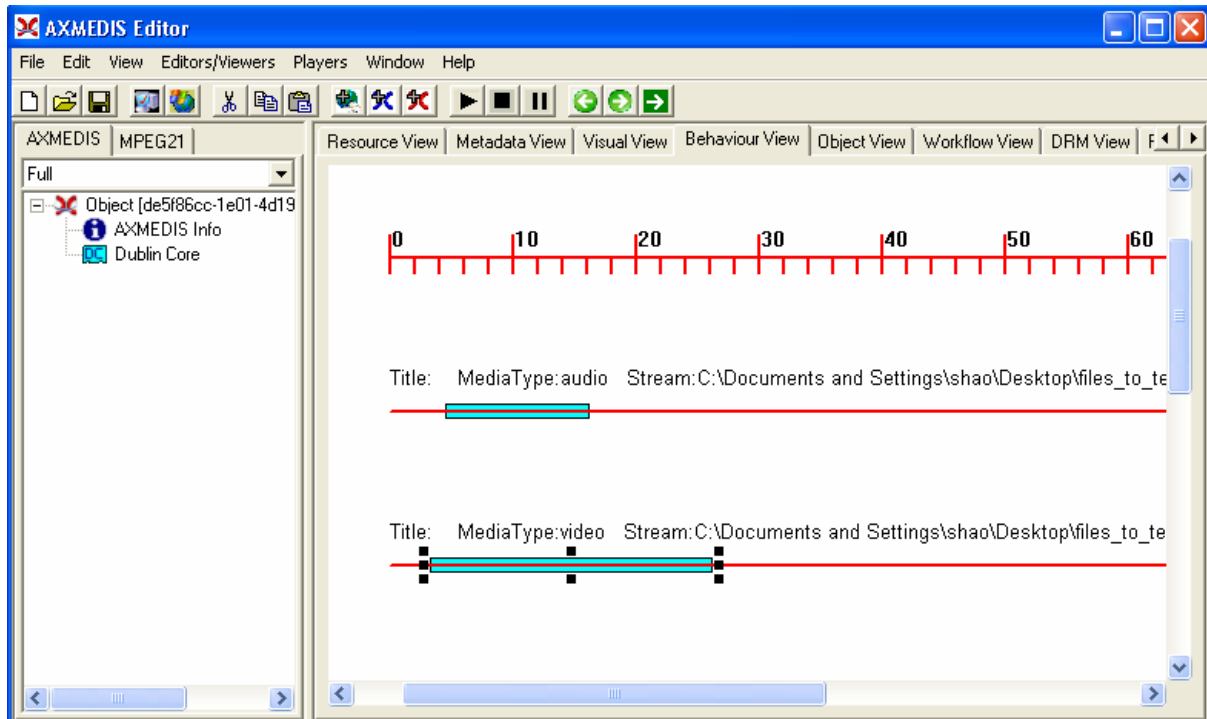 AXMEDIS Editor
File Edit View Editors/Viewers Players Window Help
AXMEDIS MPEG21
Resource View Metadata View Visual View Behaviour View Object View Workflow View DRM View
Full
Object [de5f86cc-1e01-4d19
AXMEDIS Info
DC Dublin Core
0 10 20 30 40 50 60
Title: MediaType:audio Stream:C:\Documents and Settings\shao\Desktop\files_to_te
Title: MediaType:video Stream:C:\Documents and Settings\shao\Desktop\files_to_te